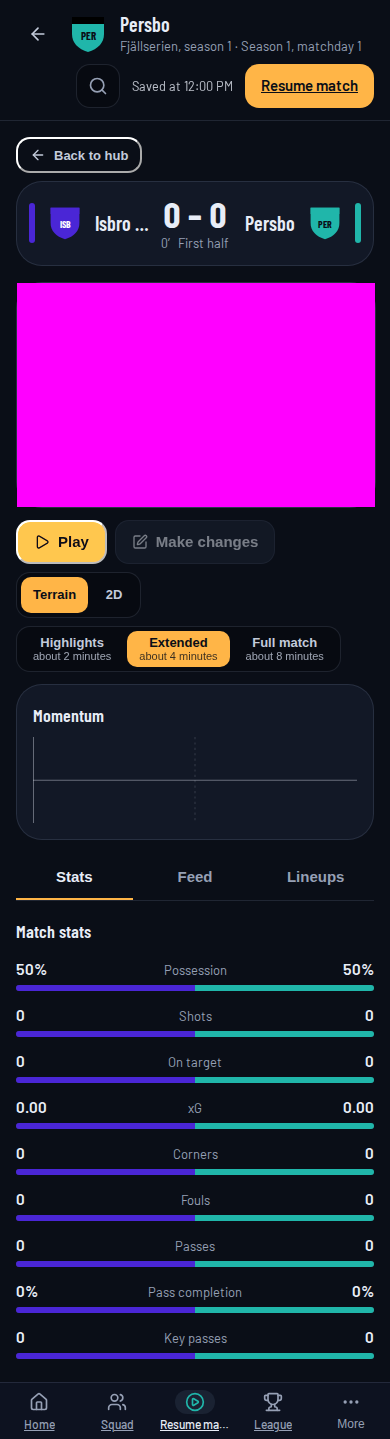 PER
Persbo
Fjällserien, season 1 · Season 1, matchday 1
Saved at 12:00 PM
Resume match
Back to hub
ISB
Isbro ...
0 – 0
Persbo
PER
0' First half
Play
Make changes
Terrain
2D
Highlights
about 2 minutes
Extended
about 4 minutes
Full match
about 8 minutes
Momentum
Stats
Feed
Lineups
Match stats
50% Possession 50%
0 Shots 0
0 On target 0
0.00 xG 0.00
0 Corners 0
0 Fouls 0
0 Passes 0
0% Pass completion 0%
0 Key passes 0
Home
Squad
Resume ma...
League
More